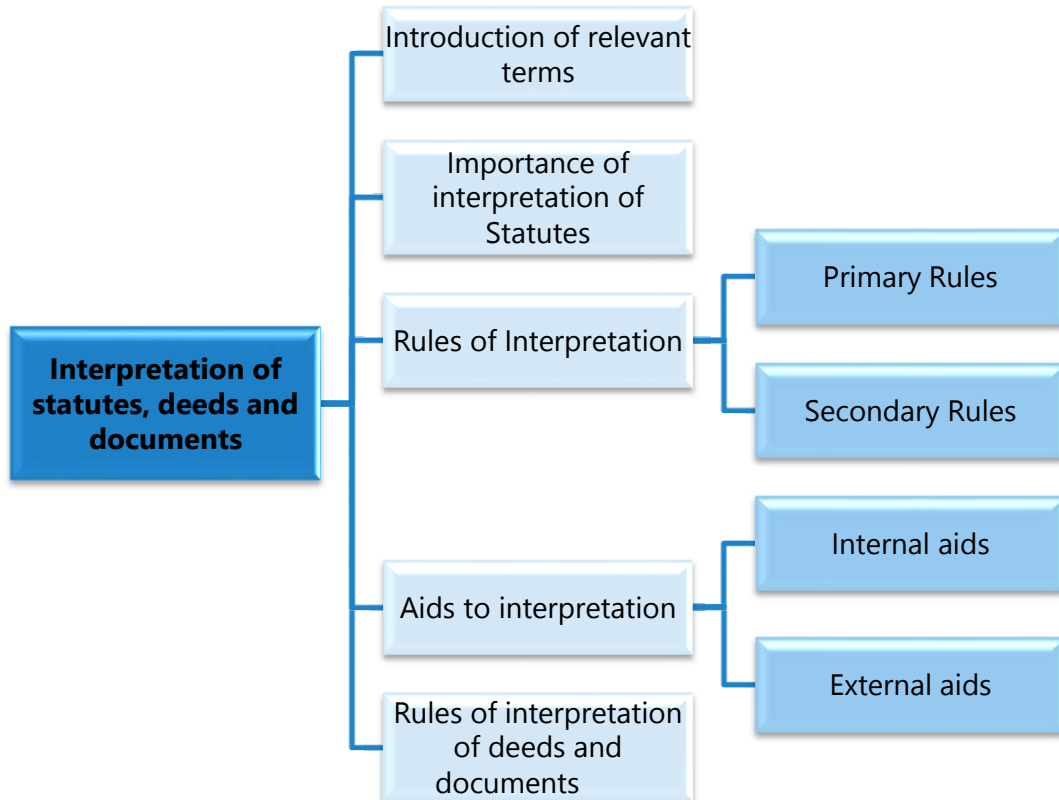 Introduction of relevant
terms
Importance of
interpretation of
Statutes
Primary Rules
Rules of Interpretation
Interpretation of
statutes, deeds and
documents
Secondary Rules
Internal aids
Aids to interpretation
External aids
Rules of interpretation
of deeds and
documents